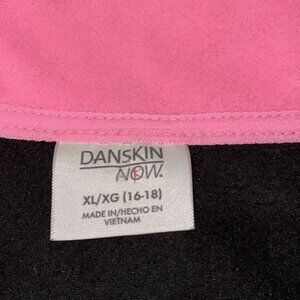 DANSKIN
NOW.
XL/XG (16-18)
MADE IN/HECHO EN
VIETNAM